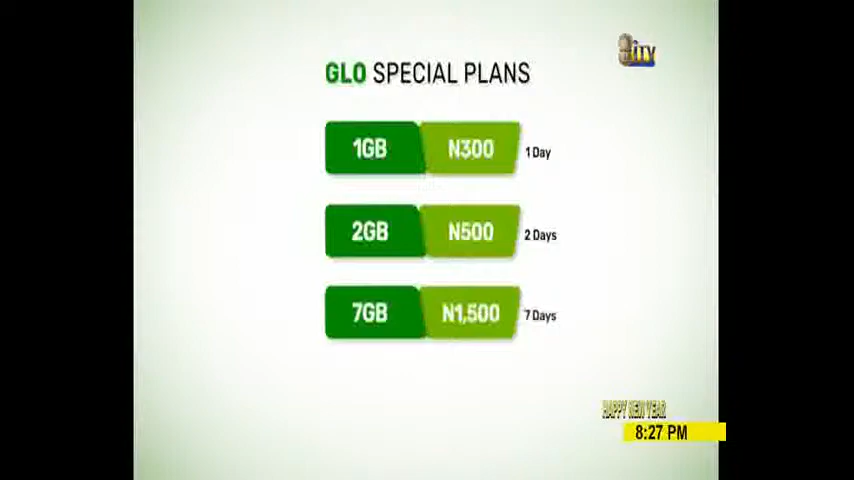 ITV
GLO SPECIAL PLANS
1GB N300 1 Day
2GB N500 2 Days
7GB N1,500 7 Days
HAPPY NEW YEAR
8:27 PM